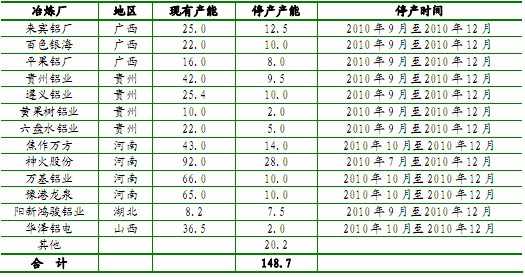 冶炼厂 地区 现有产能 停产产能 停产时间
来宾铝厂 广西 25.0 12.5 2010年9月至2010年12月
百色银海 广西 22.0 10.0 2010年9月至2010年12月
平果铝厂 广西 16.0 8.0 2010年9月至2010年12月
贵州铝业 贵州 42.0 9.5 2010年9月至2010年12月
遵义铝业 贵州 25.4 10.0 2010年9月至2010年12月
黄果树铝业 贵州 10.0 2.0 2010年9月至2010年12月
六盘水铝业 贵州 22.0 5.0 2010年9月至2010年12月
焦作万方 河南 43.0 14.0 2010年10月至2010年12月
神火股份 河南 92.0 28.0 2010年7月至2010年12月
万基铝业 河南 66.0 10.0 2010年10月至2010年12月
豫港龙泉 河南 65.0 10.0 2010年10月至2010年12月
阳新鸿骏铝业 湖北 8.2 7.5 2010年9月至2010年12月
华泽铝电 山西 36.5 2.0 2010年10月至2010年12月
其他 20.2
合 计 148.7